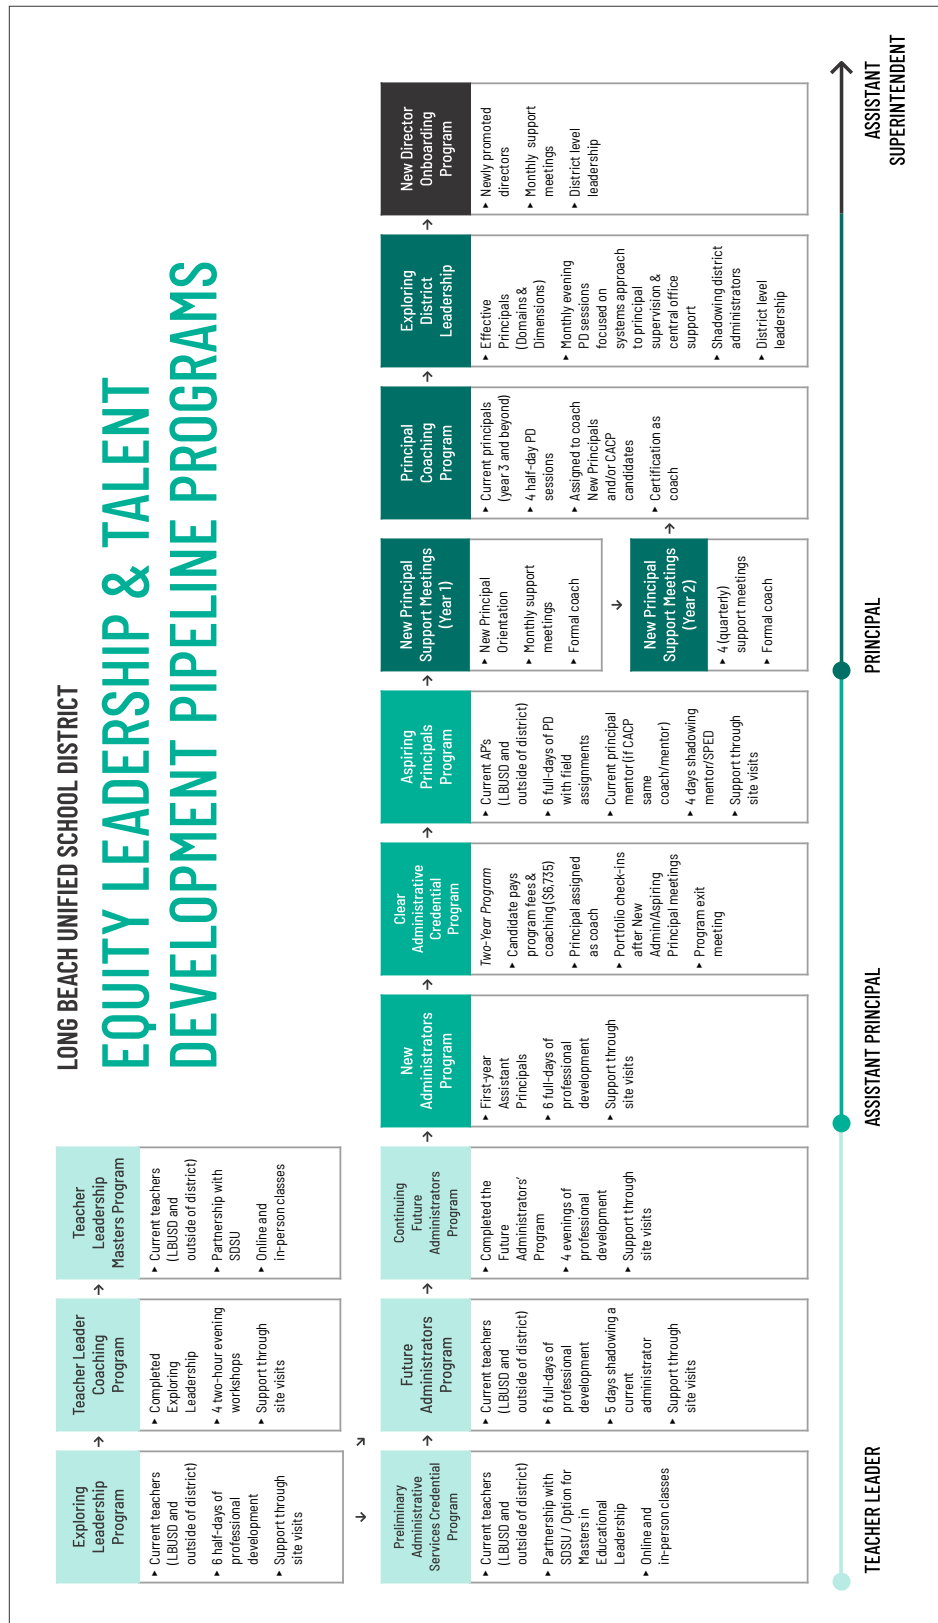 LONG BEACH UNIFIED SCHOOL DISTRICT
EQUITY LEADERSHIP & TALENT
DEVELOPMENT PIPELINE PROGRAMS
Exploring
Leadership
Program
▸ Current teachers
(LBUSD and
outside of district)
▸ 6 half-days of
professional
development
▸ Support through
site visits
→
Teacher Leader
Coaching
Program
▸ Completed
Exploring
Leadership
▸ 4 two-hour evening
workshops
▸ Support through
site visits
→
Teacher
Leadership
Masters Program
▸ Current teachers
(LBUSD and
outside of district)
▸ Partnership with
SDSU
▸ Online and
in-person classes
Preliminary
Administrative
Services Credential
Program
▸ Current teachers
(LBUSD and
outside of district)
▸ Partnership with
SDSU / Option for
Masters in
Educational
Leadership
▸ Online and
in-person classes
→
Future
Administrators
Program
▸ Current teachers
(LBUSD and
outside of district)
▸ 6 full-days of
professional
development
▸ 5 days shadowing a
current
administrator
▸ Support through
site visits
Continuing
Future
Administrators
Program
▸ Completed the
Future
Administrators’
Program
▸ 4 evenings of
professional
development
▸ Support through
site visits
→
New
Administrators
Program
▸ First-year
Assistant
Principals
▸ 6 full-days of
professional
development
▸ Support through
site visits
→
Clear
Administrative
Credential
Program
Two-Year Program
▸ Candidate pays
program fees &
coaching ($6,735)
▸ Principal assigned
as coach
▸ Portfolio check-ins
after New
Admin/Aspiring
Principal meetings
▸ Program exit
meeting
→
Aspiring
Principals
Program
▸ Current AP's
(LBUSD and
outside of district)
▸ 6 full-days of PD
with field
assignments
▸ Current principal
mentor (if CACP
same
coach/mentor)
▸ 4 days shadowing
mentor/SPED
▸ Support through
site visits
→
New Principal
Support Meetings
(Year 1)
▸ New Principal
Orientation
▸ Monthly support
meetings
▸ Formal coach
New Principal
Support Meetings
(Year 2)
▸ 4 (quarterly)
support meetings
▸ Formal coach
→
Principal
Coaching
Program
▸ Current principals
(year 3 and beyond)
▸ 4 half-day PD
sessions
▸ Assigned to coach
New Principals
and/or CACP
candidates
▸ Certification as
coach
→
Exploring
District
Leadership
▸ Effective
Principals
(Domains &
Dimensions)
▸ Monthly evening
PD sessions
focused on
systems approach
to principal
supervision &
central office
support
▸ Shadowing district
administrators
▸ District level
leadership
→
New Director
Onboarding
Program
▸ Newly promoted
directors
▸ Monthly support
meetings
▸ District level
leadership
TEACHER LEADER
ASSISTANT PRINCIPAL
PRINCIPAL
ASSISTANT
SUPERINTENDENT